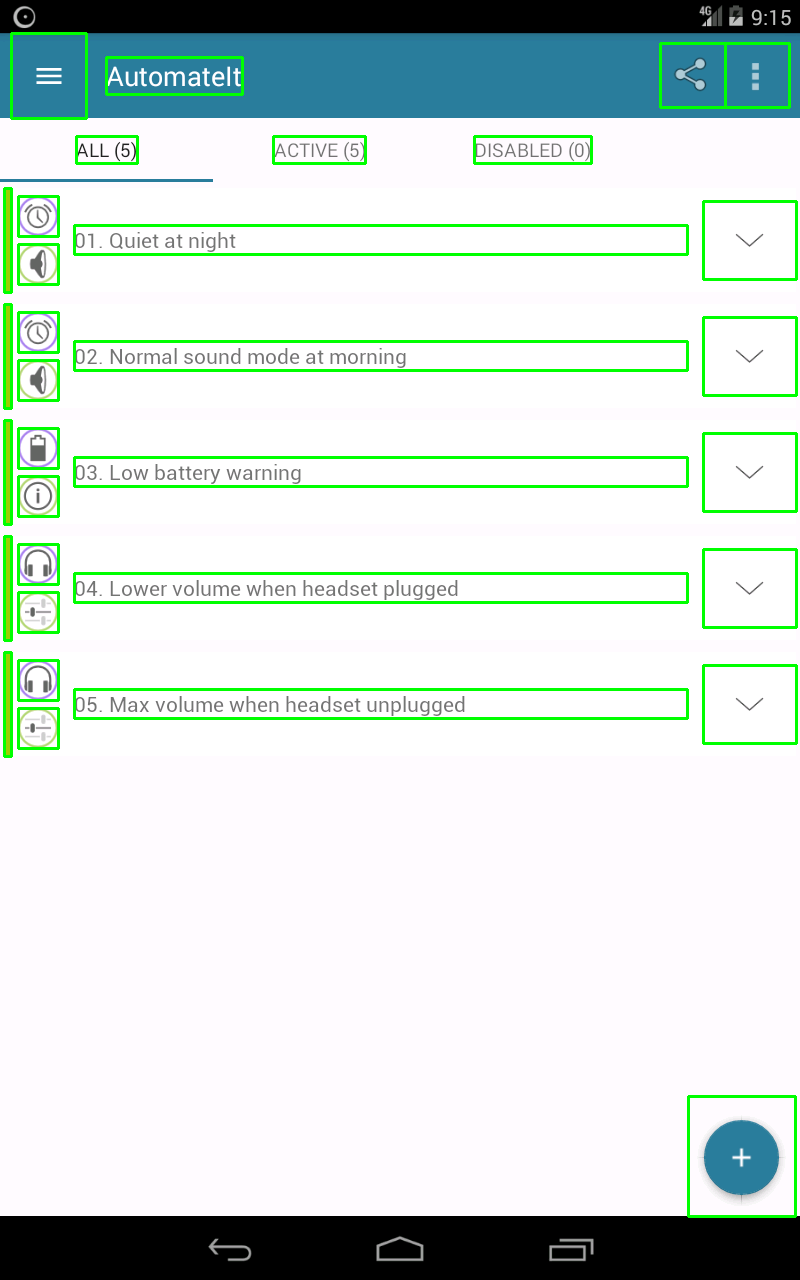 4G 9:15
AutomateIt
ALL (5) ACTIVE (5) DISABLED (0)
01. Quiet at night
02. Normal sound mode at morning
03. Low battery warning
04. Lower volume when headset plugged
05. Max volume when headset unplugged